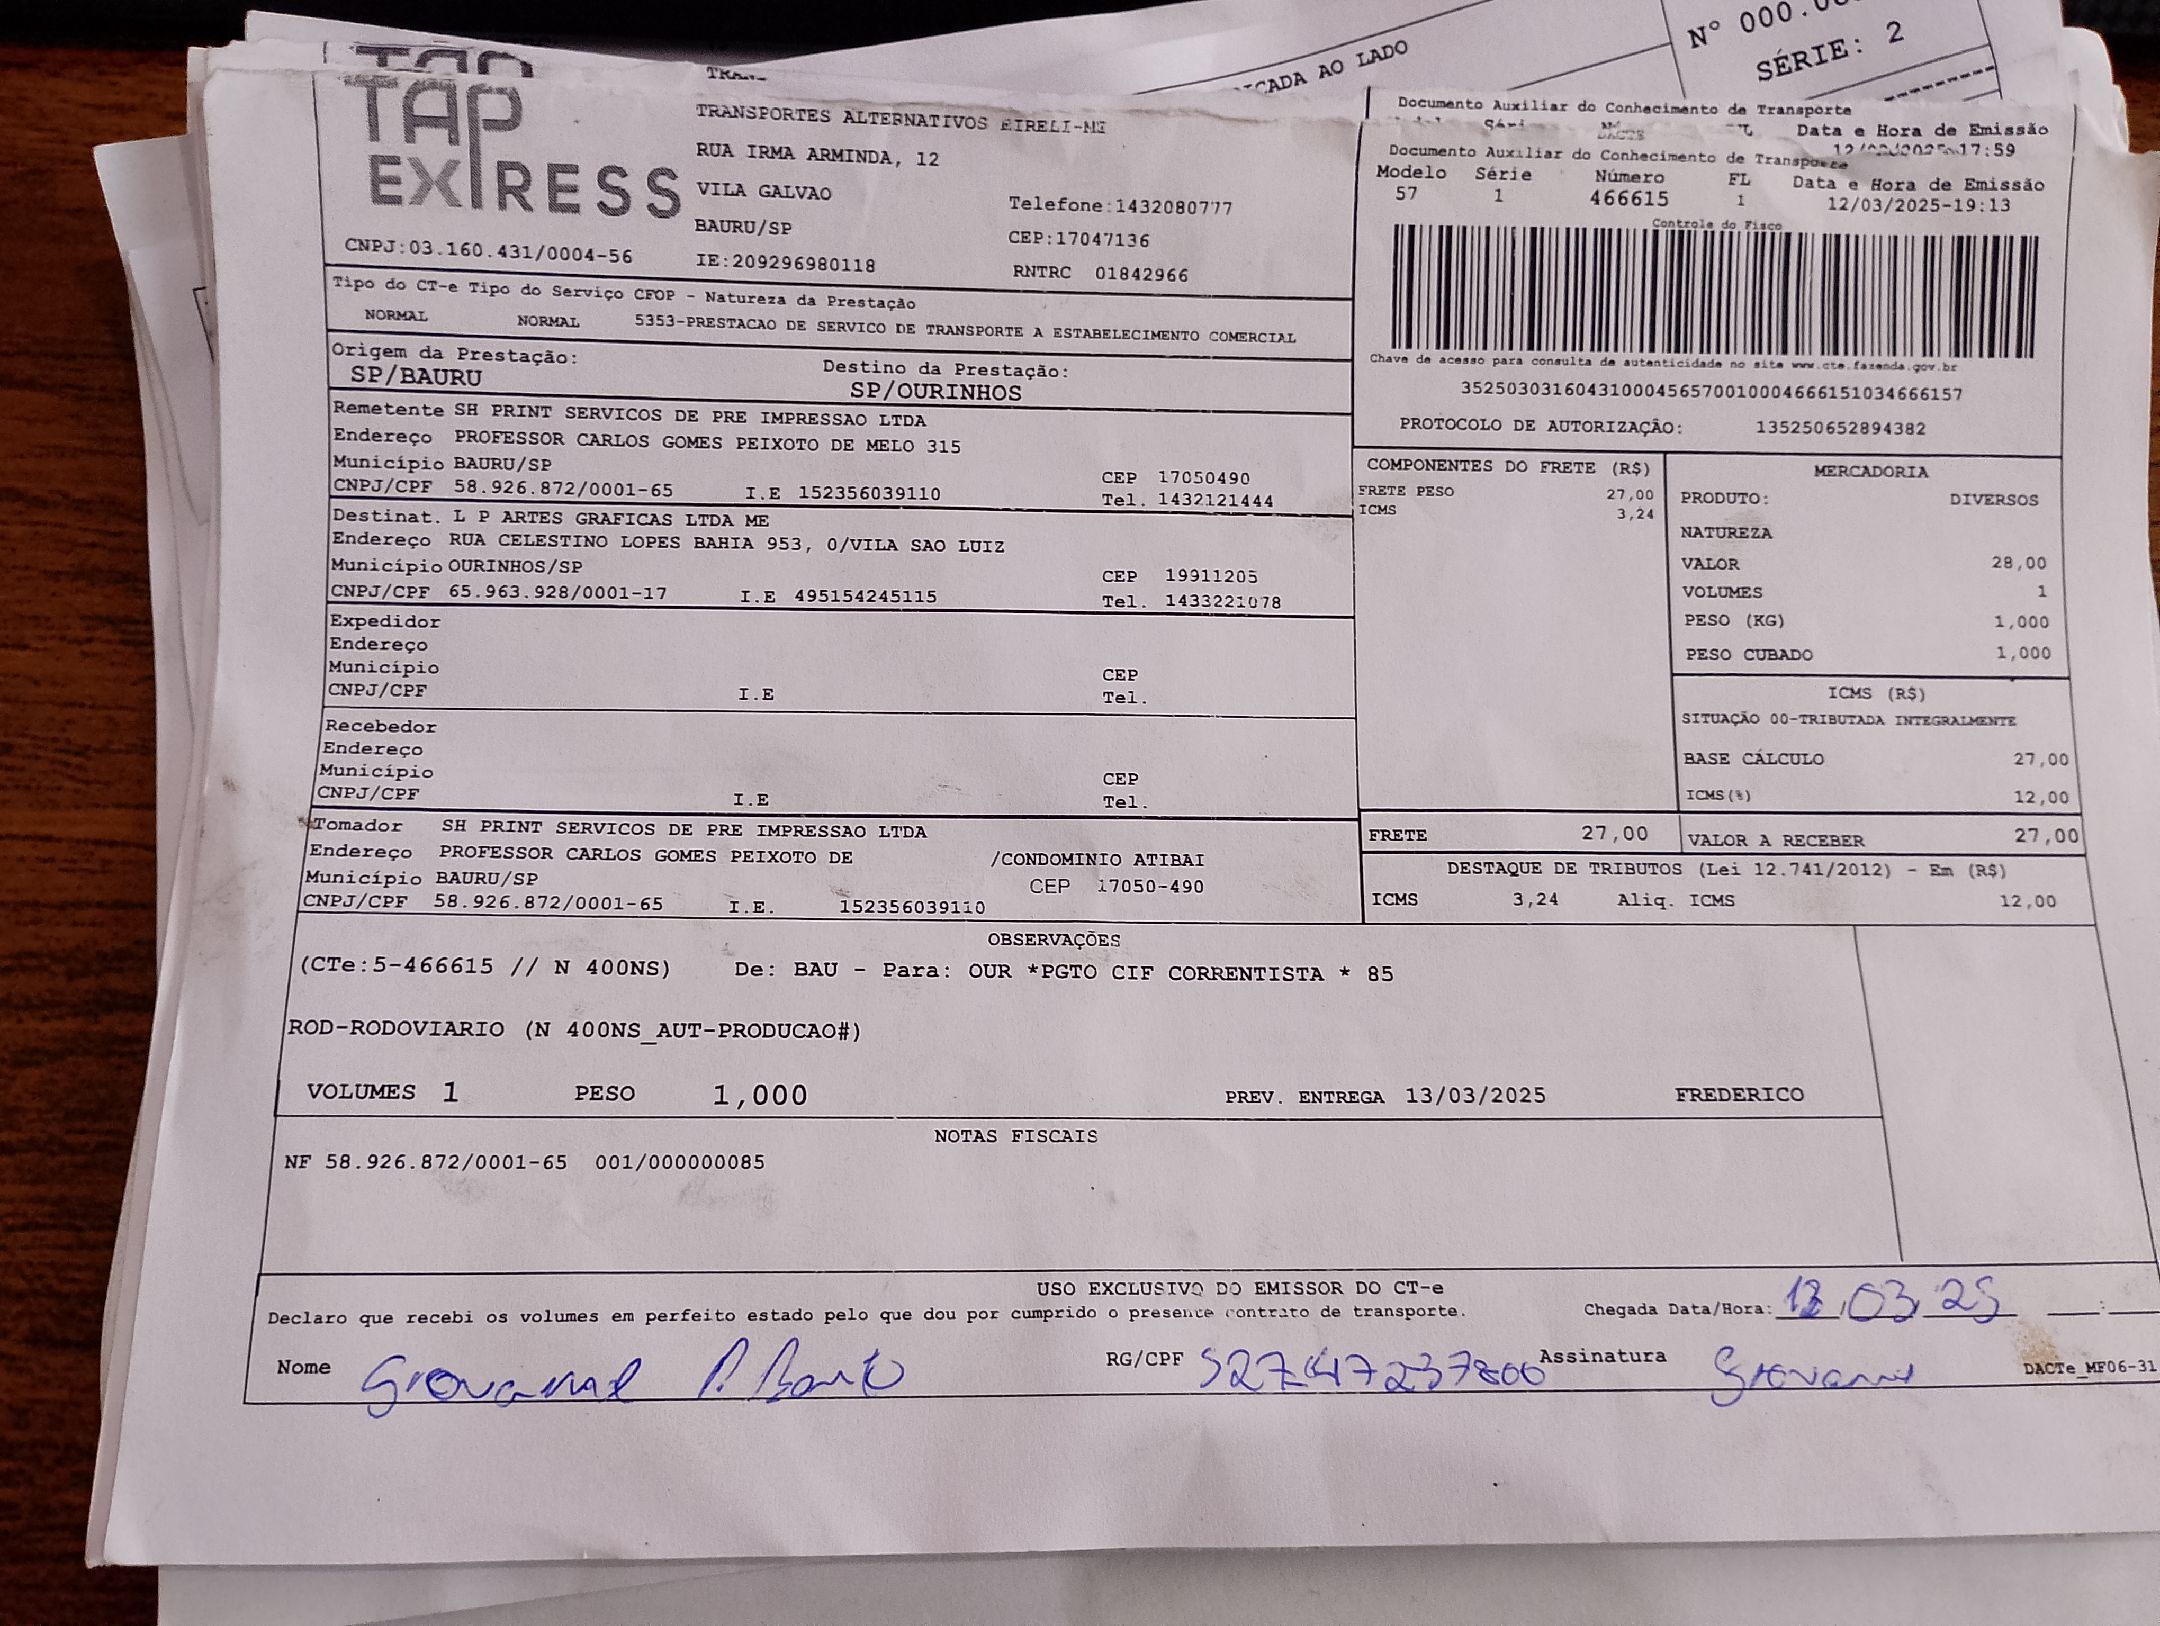 ICADA AO LADO
Nº 000.0
SÉRIE: 2
TAP
EXPRESS
TRANSPORTES ALTERNATIVOS EIRELI-ME
RUA IRMA ARMINDA, 12
VILA GALVAO
Telefone:1432080777
BAURU/SP
CEP:17047136
CNPJ:03.160.431/0004-56
IE:209296980118
RNTRC 01842966
Documento Auxiliar do Conhecimento de Transporte
Data e Hora de Emissão
17:59
Documento Auxiliar do Conhecimento de Transporte
Modelo Série Número FL Data e Hora de Emissão
57 1 466615 1 12/03/2025-19:13
Controle do Fisco
Chave de acesso para consulta de autenticidade no site www.cte.fazenda.gov.br
35250303160431000456570010004666151034666157
PROTOCOLO DE AUTORIZAÇÃO: 135250652894382
Tipo do CT-e Tipo do Serviço CFOP - Natureza da Prestação
NORMAL NORMAL 5353-PRESTACAO DE SERVICO DE TRANSPORTE A ESTABELECIMENTO COMERCIAL
Origem da Prestação: Destino da Prestação:
SP/BAURU SP/OURINHOS
Remetente SH PRINT SERVICOS DE PRE IMPRESSAO LTDA
Endereço PROFESSOR CARLOS GOMES PEIXOTO DE MELO 315
Município BAURU/SP CEP 17050490
CNPJ/CPF 58.926.872/0001-65 I.E 152356039110 Tel. 1432121444
Destinat. L P ARTES GRAFICAS LTDA ME
Endereço RUA CELESTINO LOPES BAHIA 953, 0/VILA SAO LUIZ
Município OURINHOS/SP CEP 19911205
CNPJ/CPF 65.963.928/0001-17 I.E 495154245115 Tel. 1433221078
Expedidor
Endereço
Município CEP
CNPJ/CPF I.E Tel.
Recebedor
Endereço
Município CEP
CNPJ/CPF I.E Tel.
Tomador SH PRINT SERVICOS DE PRE IMPRESSAO LTDA
Endereço PROFESSOR CARLOS GOMES PEIXOTO DE /CONDOMINIO ATIBAI
Município BAURU/SP CEP 17050-490
CNPJ/CPF 58.926.872/0001-65 I.E. 152356039110
COMPONENTES DO FRETE (R$)
FRETE PESO 27,00
ICMS 3,24
MERCADORIA
PRODUTO: DIVERSOS
NATUREZA
VALOR 28,00
VOLUMES 1
PESO (KG) 1,000
PESO CUBADO 1,000
ICMS (R$)
SITUAÇÃO 00-TRIBUTADA INTEGRALMENTE
BASE CÁLCULO 27,00
ICMS(%) 12,00
FRETE 27,00 VALOR A RECEBER 27,00
DESTAQUE DE TRIBUTOS (Lei 12.741/2012) - Em (R$)
ICMS 3,24 Aliq. ICMS 12,00
OBSERVAÇÕES
(CTe:5-466615 // N 400NS) De: BAU - Para: OUR *PGTO CIF CORRENTISTA * 85
ROD-RODOVIARIO (N 400NS_AUT-PRODUCAO#)
VOLUMES 1 PESO 1,000 PREV. ENTREGA 13/03/2025 FREDERICO
NOTAS FISCAIS
NF 58.926.872/0001-65 001/000000085
USO EXCLUSIVO DO EMISSOR DO CT-e
Declaro que recebi os volumes em perfeito estado pelo que dou por cumprido o presente contrato de transporte. Chegada Data/Hora: 13/03/25
Nome RG/CPF Assinatura DACTe_MF06-31